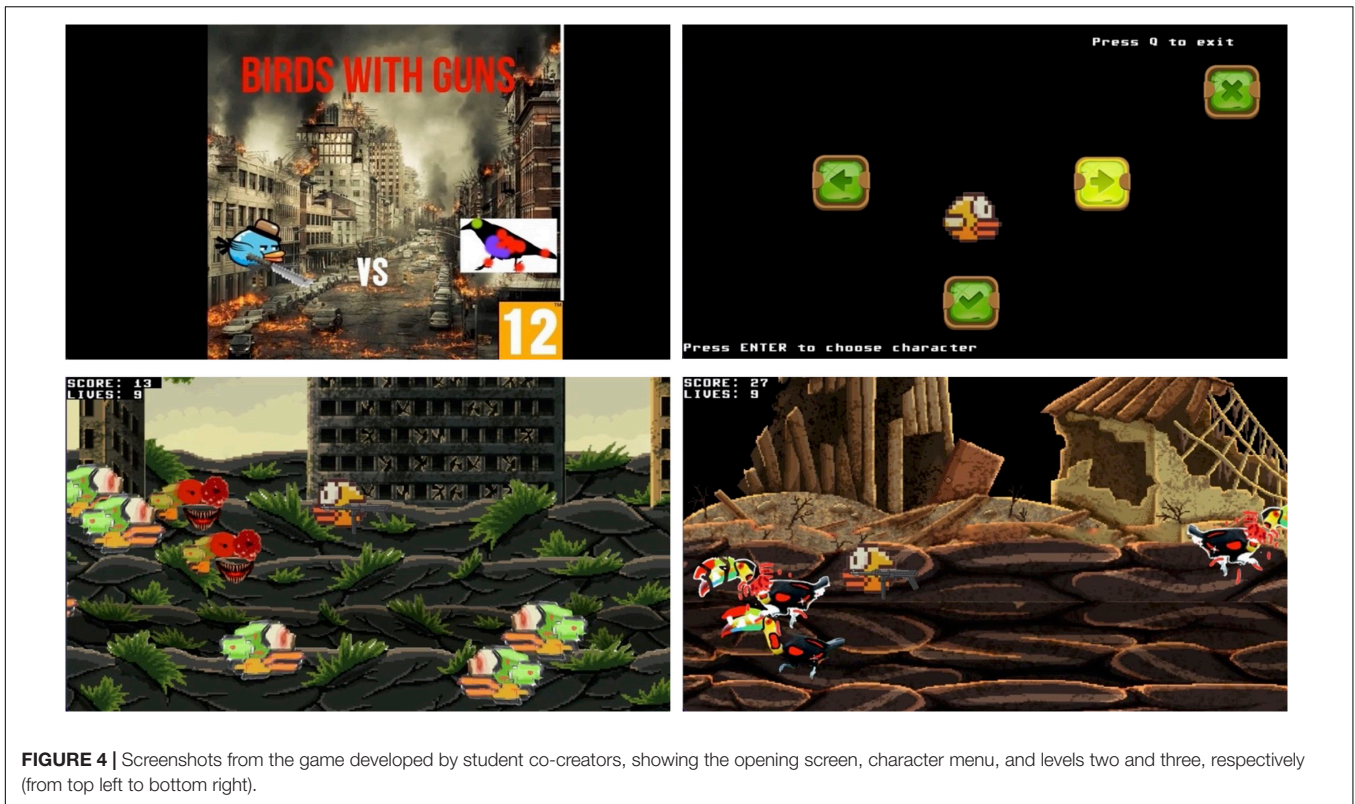 BIRDS WITH GUNS
VS
12
TM
Press Q to exit
Press ENTER to choose character
SCORE: 13
LIVES: 9
SCORE: 27
LIVES: 9
FIGURE 4 | Screenshots from the game developed by student co-creators, showing the opening screen, character menu, and levels two and three, respectively
(from top left to bottom right).